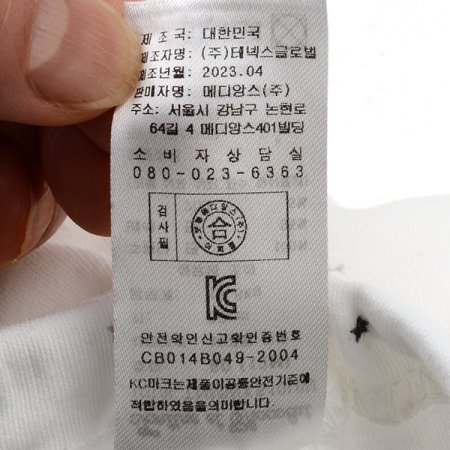 제 조 국: 대한민국
제조자명: (주)테넥스글로벌
제조년월: 2023.04
판매자명: 메디앙스(주)
주소: 서울시 강남구 논현로
64길 4 메디앙스401빌딩
소 비 자 상 담 실
080-023-6363
검사필
合
KC
안전확인신고확인증번호
CB014B049-2004
KC마크는제품이공통안전기준에
적합하였음을의미합니다.